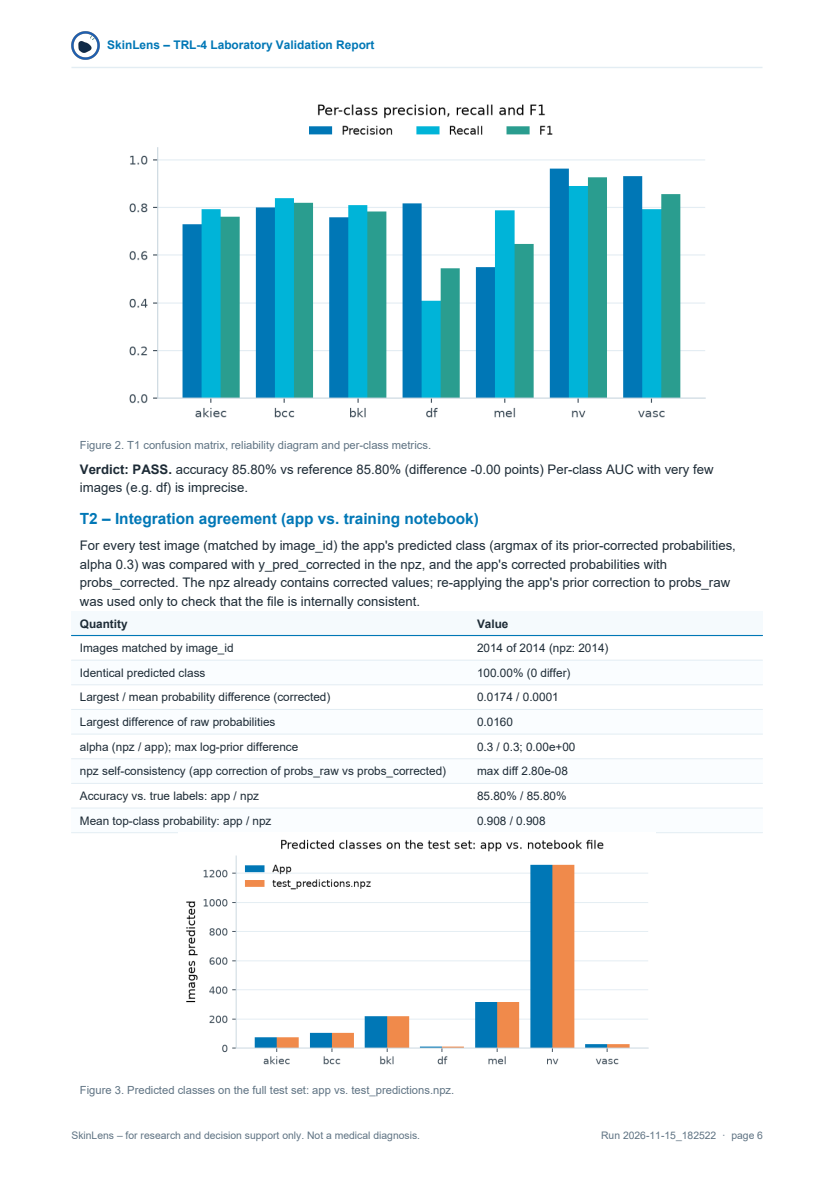 SkinLens – TRL-4 Laboratory Validation Report
Per-class precision, recall and F1
Precision Recall F1
1.0
0.8
0.6
0.4
0.2
0.0
akiec bcc bkl df mel nv vasc
Figure 2. T1 confusion matrix, reliability diagram and per-class metrics.
Verdict: PASS. accuracy 85.80% vs reference 85.80% (difference -0.00 points) Per-class AUC with very few
images (e.g. df) is imprecise.
T2 – Integration agreement (app vs. training notebook)
For every test image (matched by image_id) the app's predicted class (argmax of its prior-corrected probabilities,
alpha 0.3) was compared with y_pred_corrected in the npz, and the app's corrected probabilities with
probs_corrected. The npz already contains corrected values; re-applying the app's prior correction to probs_raw
was used only to check that the file is internally consistent.
Quantity Value
Images matched by image_id 2014 of 2014 (npz: 2014)
Identical predicted class 100.00% (0 differ)
Largest / mean probability difference (corrected) 0.0174 / 0.0001
Largest difference of raw probabilities 0.0160
alpha (npz / app); max log-prior difference 0.3 / 0.3; 0.00e+00
npz self-consistency (app correction of probs_raw vs probs_corrected) max diff 2.80e-08
Accuracy vs. true labels: app / npz 85.80% / 85.80%
Mean top-class probability: app / npz 0.908 / 0.908
Predicted classes on the test set: app vs. notebook file
App
test_predictions.npz
Images predicted
1200
1000
800
600
400
200
0
akiec bcc bkl df mel nv vasc
Figure 3. Predicted classes on the full test set: app vs. test_predictions.npz.
SkinLens – for research and decision support only. Not a medical diagnosis. Run 2026-11-15_182522 · page 6